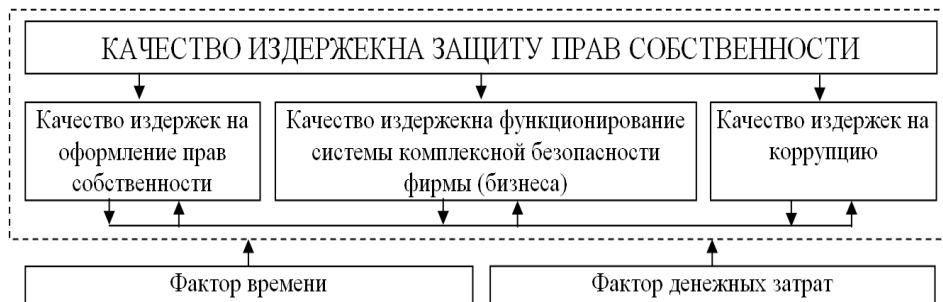 КАЧЕСТВО ИЗДЕРЖЕКНА ЗАЩИТУ ПРАВ СОБСТВЕННОСТИ
Качество издержек на
оформление прав
собственности
Качество издержекна функционирование
системы комплексной безопасности
фирмы (бизнеса)
Качество издержек на
коррупцию
Фактор времени
Фактор денежных затрат